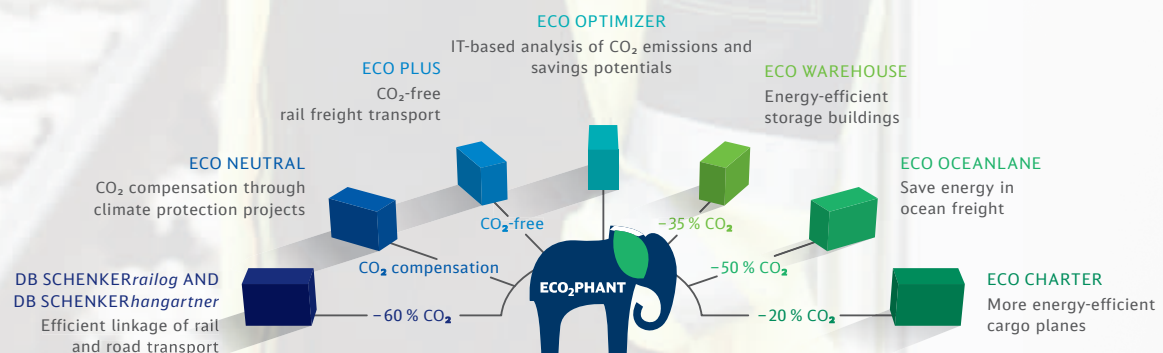 ECO OPTIMIZER
IT-based analysis of CO₂ emissions and
savings potentials
ECO PLUS
CO₂-free
rail freight transport
ECO WAREHOUSE
Energy-efficient
storage buildings
ECO NEUTRAL
CO₂ compensation through
climate protection projects
ECO OCEANLANE
Save energy in
ocean freight
CO₂-free
–35 % CO₂
CO₂ compensation
–50 % CO₂
DB SCHENKERrailog AND
DB SCHENKERhangartner
Efficient linkage of rail
and road transport
ECO₂PHANT
–60 % CO₂
–20 % CO₂
ECO CHARTER
More energy-efficient
cargo planes